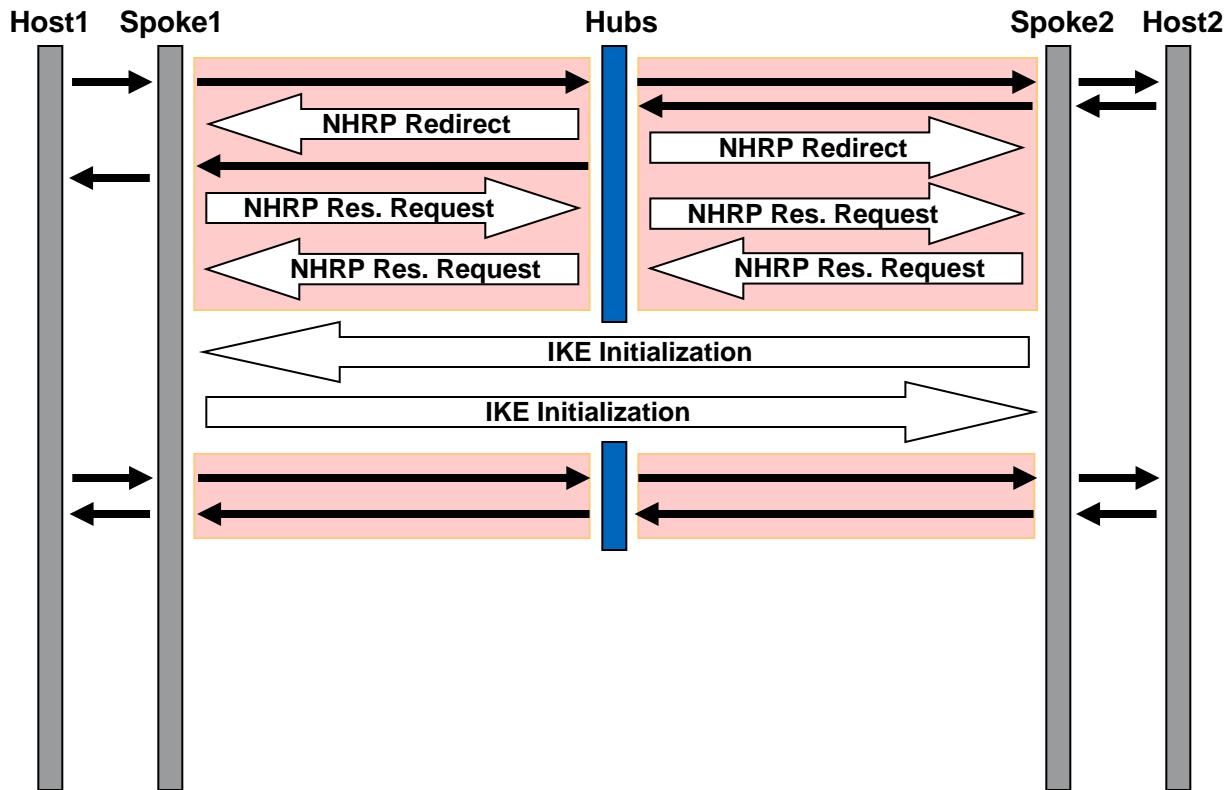 Host1 Spoke1 Hubs Spoke2 Host2
NHRP Redirect
NHRP Redirect
NHRP Res. Request NHRP Res. Request
NHRP Res. Request NHRP Res. Request
IKE Initialization
IKE Initialization